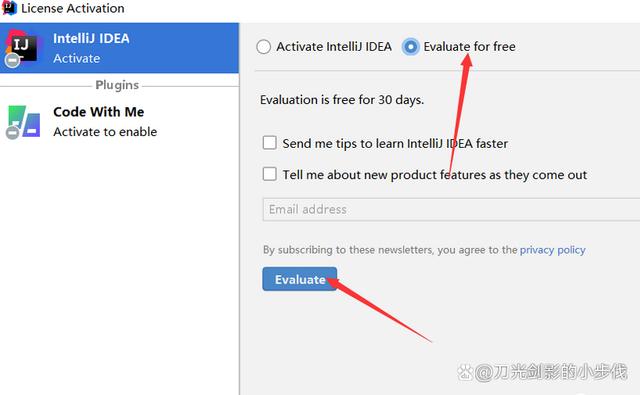 License Activation
IJ
IntelliJ IDEA
Activate
Plugins
Code With Me
Activate to enable
Activate IntelliJ IDEA
Evaluate for free
Evaluation is free for 30 days.
Send me tips to learn IntelliJ IDEA faster
Tell me about new product features as they come out
Email address
By subscribing to these newsletters, you agree to the privacy policy
Evaluate
@刀光剑影的小步伐